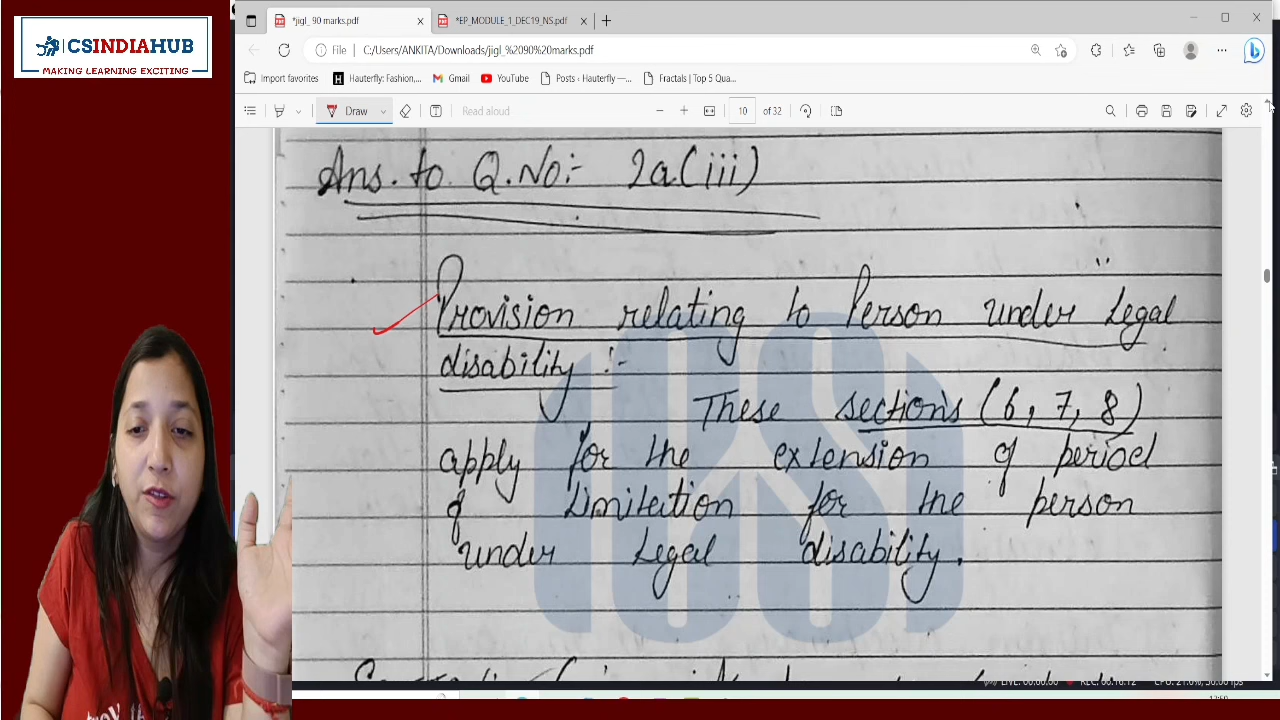 CSINDIAHUB
MAKING LEARNING EXCITING
*jigl_ 90 marks.pdf
*EP_MODULE_1_DEC19_NS.pdf
File
C:/Users/ANKITA/Downloads/jigl_%2090%20marks.pdf
Import favorites
Hauterfly: Fashion,...
Gmail
YouTube
Posts ‹ Hauterfly —...
Fractals | Top 5 Qua...
Draw
Read aloud
10 of 32
Ans. to Q.No:- 2a(iii)
Provision relating to Person under Legal
disability :-
These sections (6, 7, 8)
apply for the extension of period
of Limitation for the person
under Legal disability.